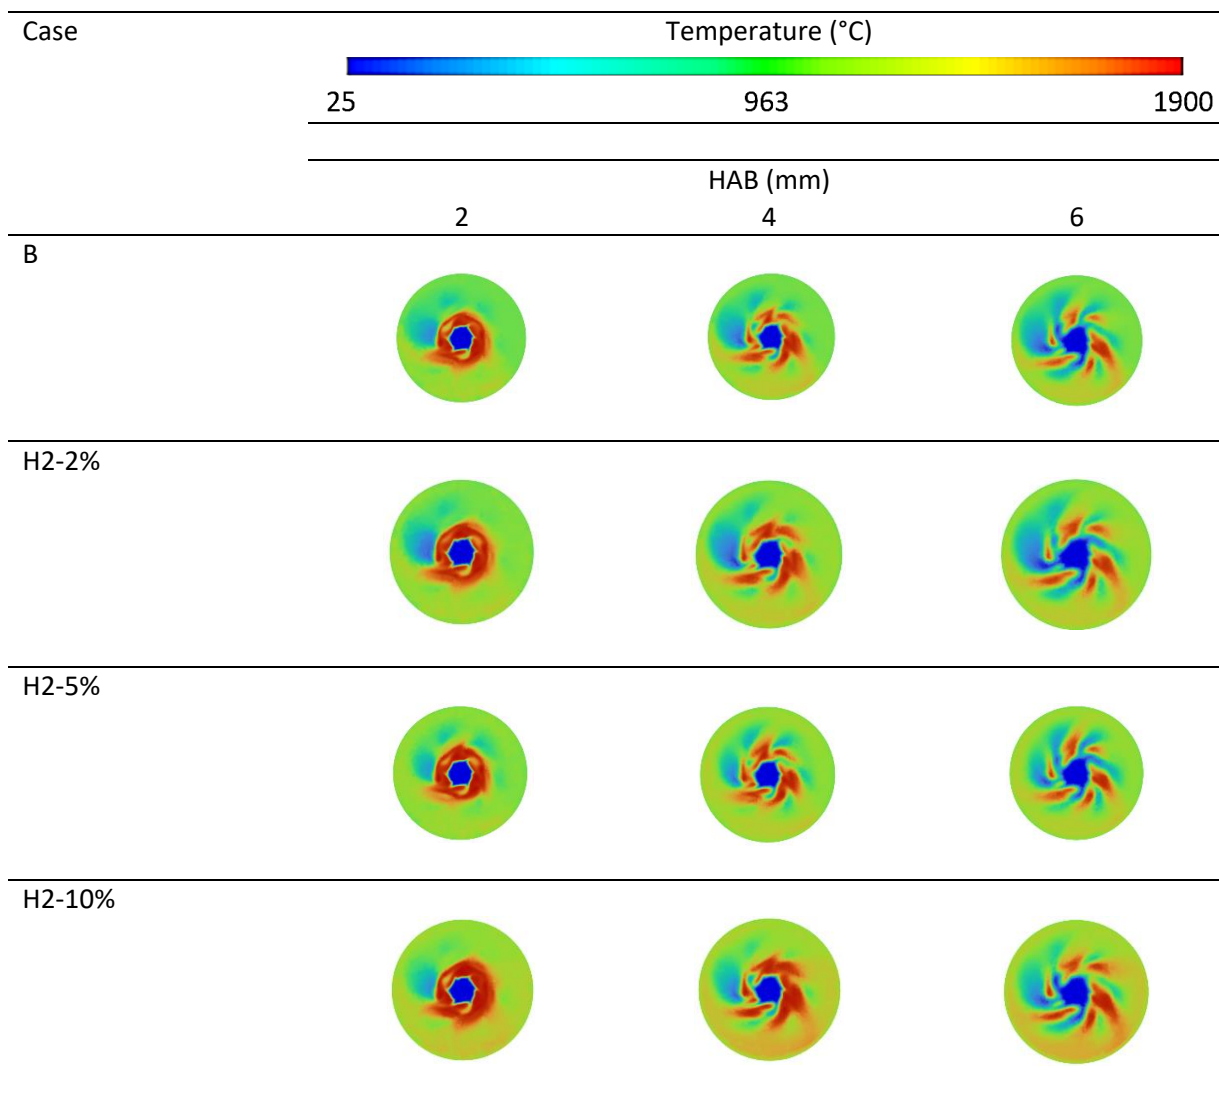 Case
Temperature (°C)
25 963 1900
HAB (mm)
2 4 6
B
H2-2%
H2-5%
H2-10%